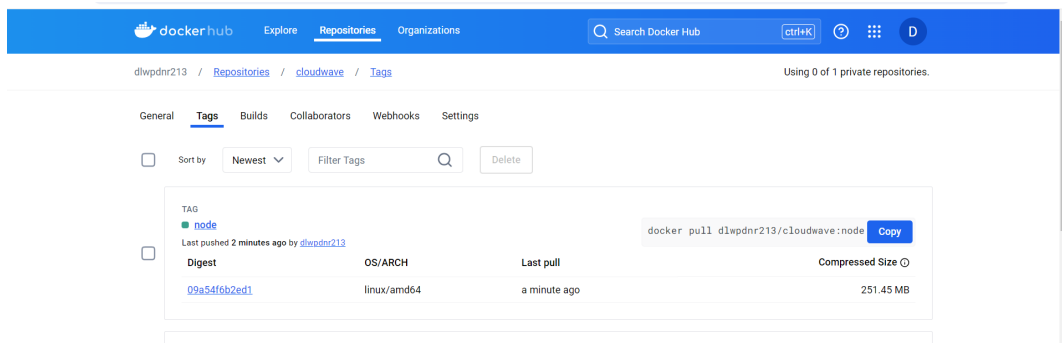 dockerhub Explore Repositories Organizations Search Docker Hub ctrl+K D
dlwpdnr213 / Repositories / cloudwave / Tags Using 0 of 1 private repositories.
General Tags Builds Collaborators Webhooks Settings
Sort by Newest Filter Tags Delete
TAG
node
docker pull dlwpdnr213/cloudwave:node Copy
Last pushed 2 minutes ago by dlwpdnr213
Digest OS/ARCH Last pull Compressed Size
09a54f6b2ed1 linux/amd64 a minute ago 251.45 MB